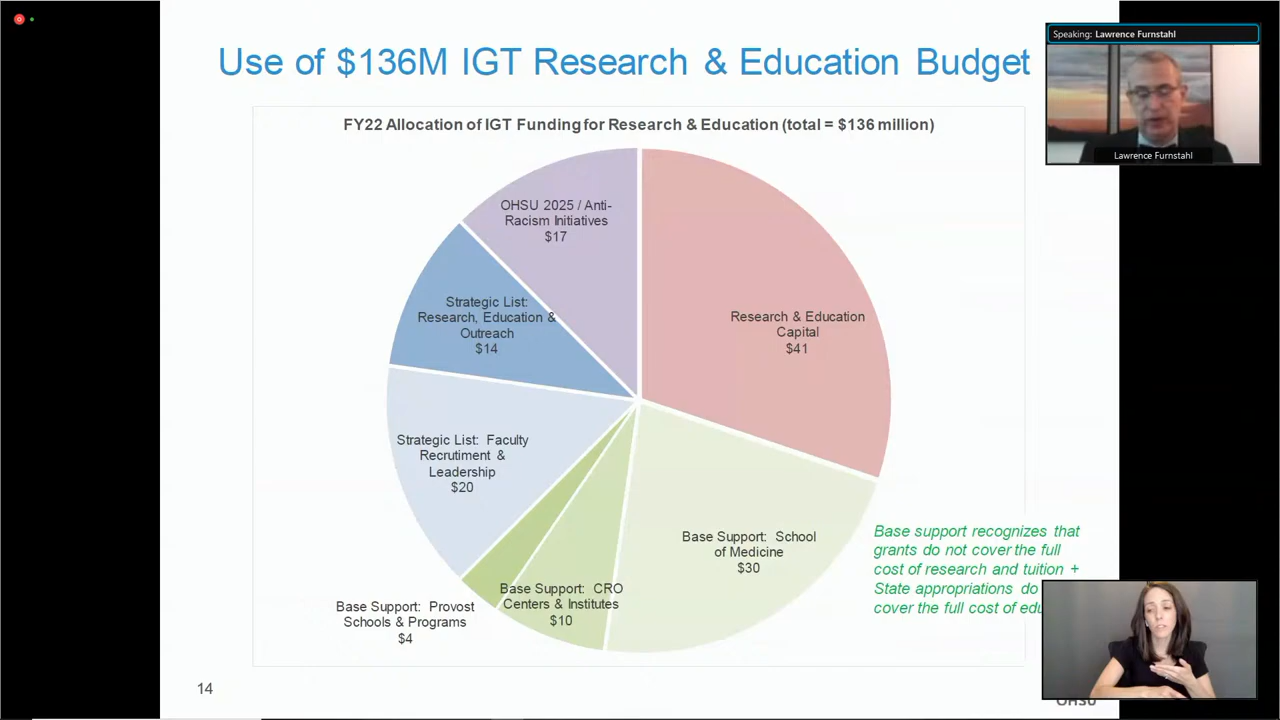 Use of $136M IGT Research & Education Budget
Speaking: Lawrence Furnstahl
Lawrence Furnstahl
FY22 Allocation of IGT Funding for Research & Education (total = $136 million)
OHSU 2025 / Anti-
Racism Initiatives
$17
Research & Education
Capital
$41
Strategic List:
Research, Education &
Outreach
$14
Strategic List: Faculty
Recrutiment &
Leadership
$20
Base Support: School
of Medicine
$30
Base Support: CRO
Centers & Institutes
$10
Base Support: Provost
Schools & Programs
$4
Base support recognizes that
grants do not cover the full
cost of research and tuition +
State appropriations do
cover the full cost of
14
OHSU